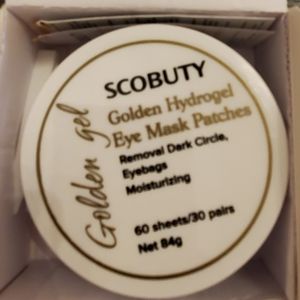 SCOBUTY
Golden gel
Golden Hydrogel
Eye Mask Patches
Removal Dark Circle,
Eyebags
Moisturizing
60 sheets/30 pairs
Net 84g